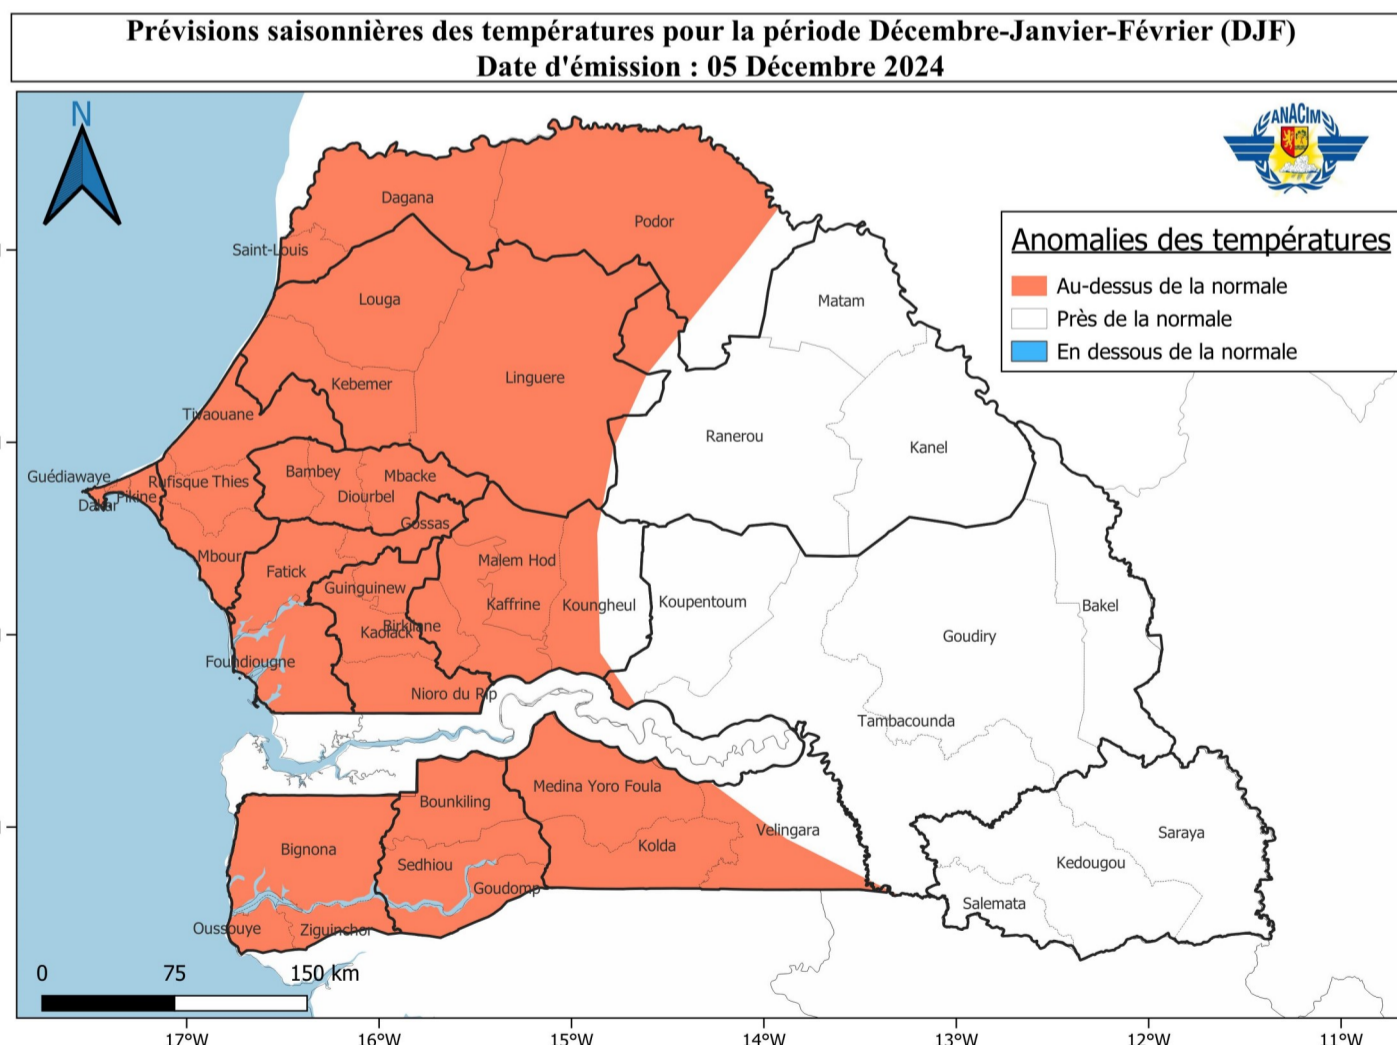 Prévisions saisonnières des températures pour la période Décembre-Janvier-Février (DJF)
Date d'émission : 05 Décembre 2024
N
ANACIM
Anomalies des températures
Au-dessus de la normale
Près de la normale
En dessous de la normale
Dagana
Podor
Saint-Louis
Louga
Matam
Linguere
Kebemer
Tivaouane
Ranerou
Kanel
Guédiawaye
Rufisque
Thies
Bambey
Mbacke
Pikine
Diourbel
Dakar
Gossas
Mbour
Fatick
Malem Hod
Guinguinew
Kaffrine
Koungheul
Koupentoum
Bakel
Birkilane
Kaolack
Goudiry
Foundiougne
Nioro du Rip
Tambacounda
Medina Yoro Foula
Bounkiling
Velingara
Saraya
Bignona
Kolda
Sedhiou
Kedougou
Goudomp
Salemata
Oussouye
Ziguinchor
0 75 150 km
17°W 16°W 15°W 14°W 13°W 12°W 11°W